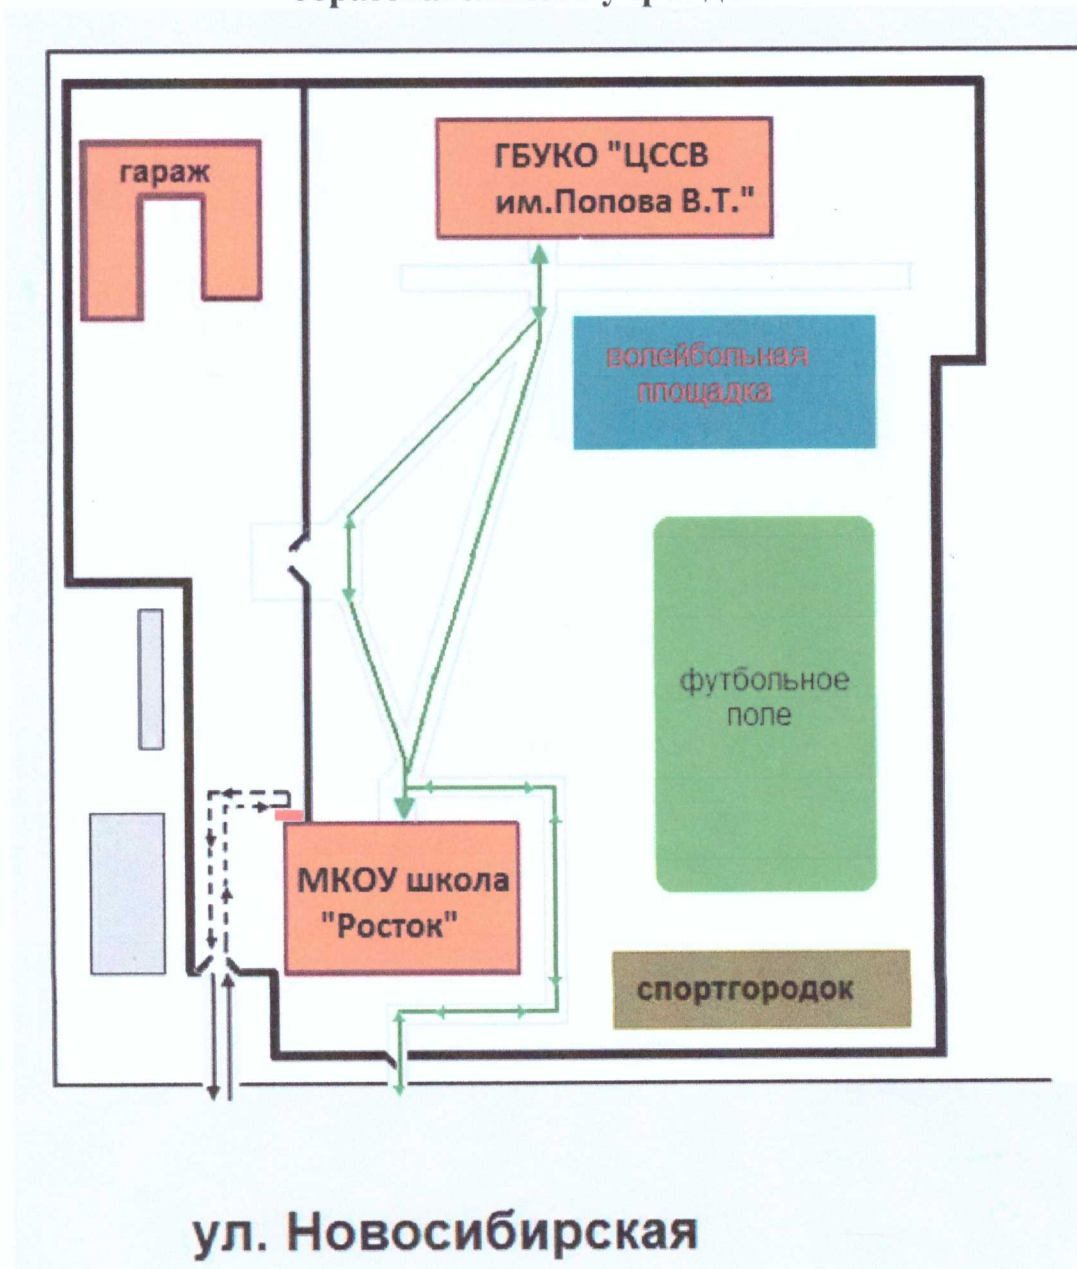 гараж
ГБУКО "ЦССВ
им.Попова В.Т."
волейбольная
площадка
футбольное
поле
МКОУ школа
"Росток"
спортгородок
ул. Новосибирская